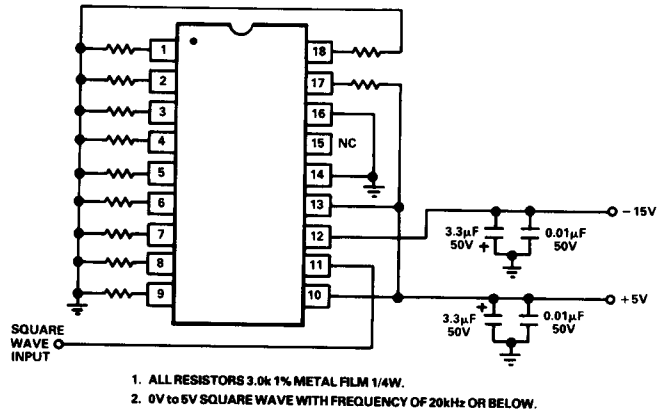 1
2
3
4
5
6
7
8
9
18
17
16
15 NC
14
13
12
11
10
−15V
3.3µF
50V
+
0.01µF
50V
+5V
+
3.3µF
50V
0.01µF
50V
SQUARE
WAVE
INPUT
1. ALL RESISTORS 3.0k 1% METAL FILM 1/4W.
2. 0V to 5V SQUARE WAVE WITH FREQUENCY OF 20kHz OR BELOW.